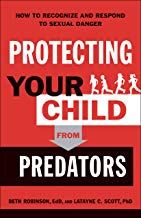 HOW TO RECOGNIZE AND RESPOND
TO SEXUAL DANGER
PROTECTING
YOUR
CHILD
FROM
PREDATORS
BETH ROBINSON, EdD, AND LATAYNE C. SCOTT, PhD